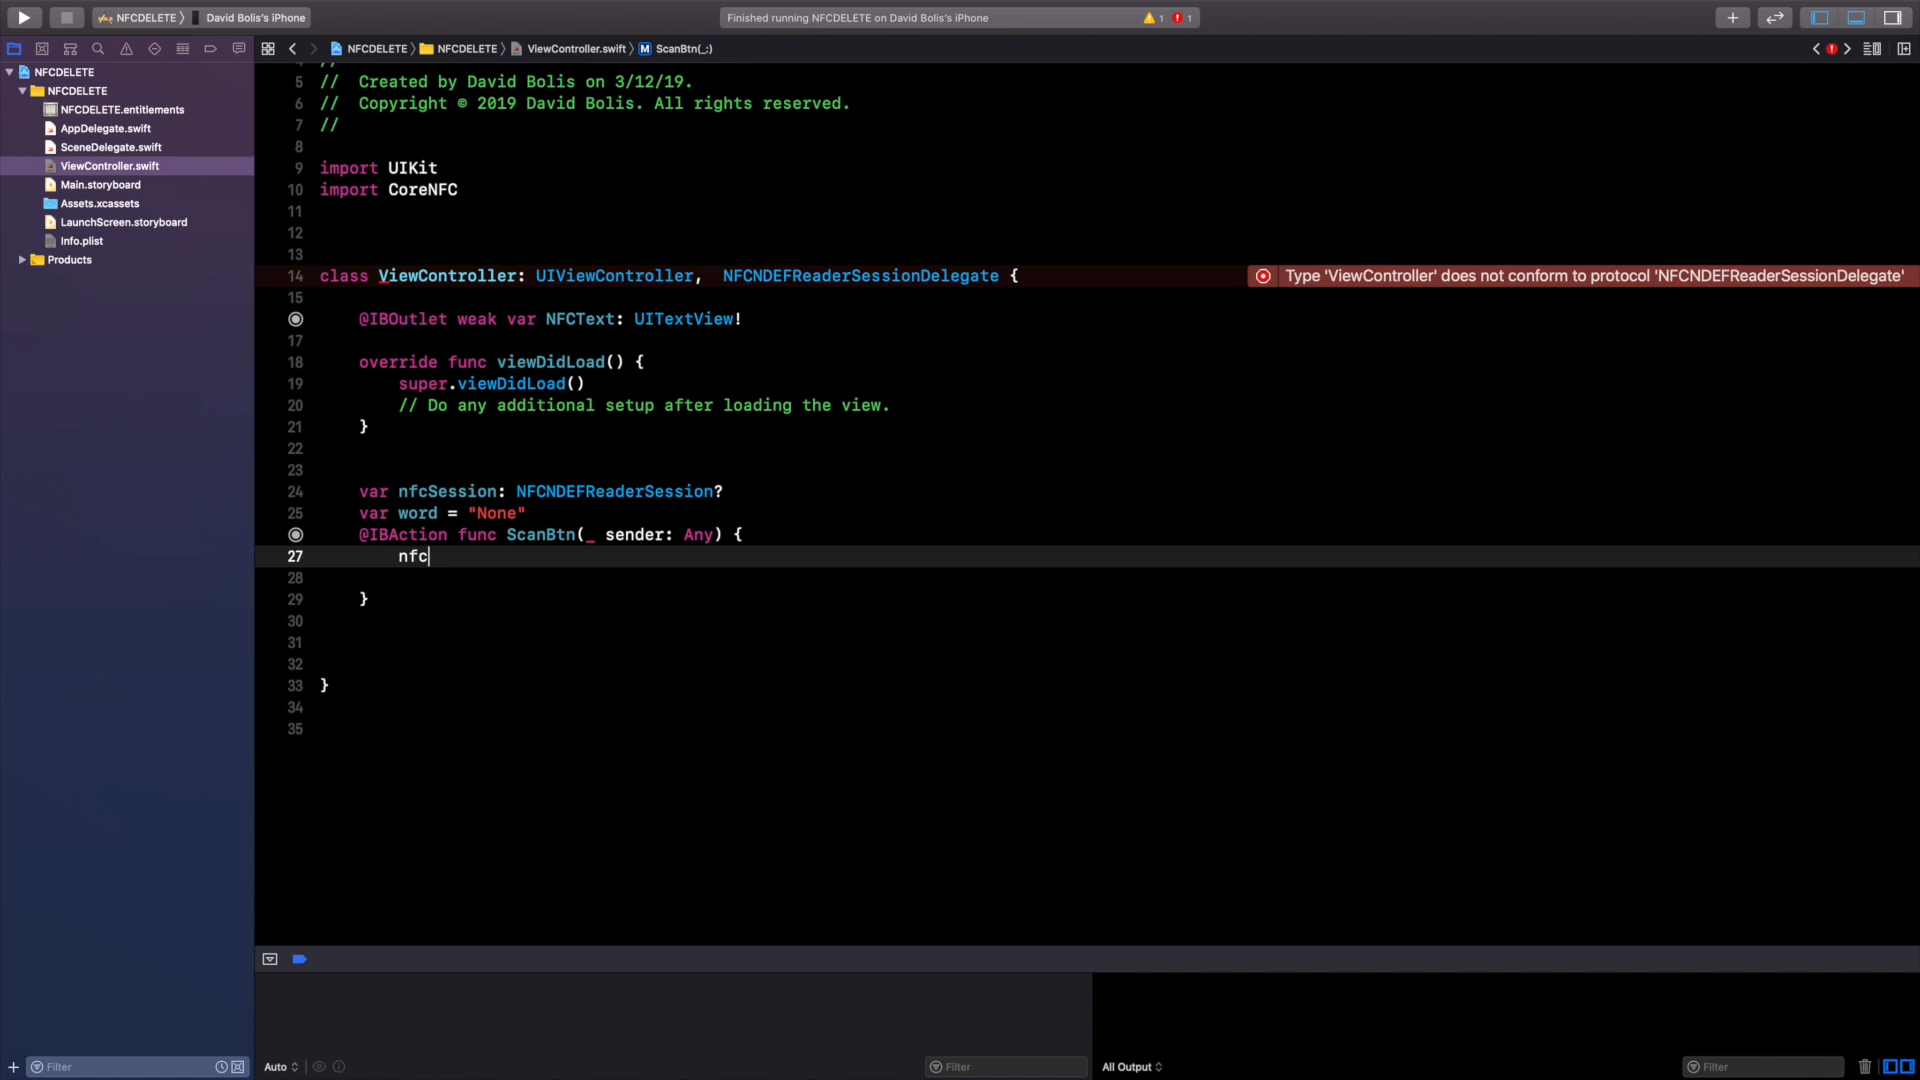 NFCDELETE 〉 David Bolis's iPhone
Finished running NFCDELETE on David Bolis's iPhone
1 1
NFCDELETE 〉 NFCDELETE 〉 ViewController.swift 〉 M ScanBtn(_:)
NFCDELETE
NFCDELETE
NFCDELETE.entitlements
AppDelegate.swift
SceneDelegate.swift
ViewController.swift
Main.storyboard
Assets.xcassets
LaunchScreen.storyboard
Info.plist
Products
4 //
5 //  Created by David Bolis on 3/12/19.
6 //  Copyright © 2019 David Bolis. All rights reserved.
7 //
8
9 import UIKit
10 import CoreNFC
11
12
13
14 class ViewController: UIViewController,  NFCNDEFReaderSessionDelegate {
Type 'ViewController' does not conform to protocol 'NFCNDEFReaderSessionDelegate'
15
@IBOutlet weak var NFCText: UITextView!
17
18 override func viewDidLoad() {
19 super.viewDidLoad()
20 // Do any additional setup after loading the view.
21 }
22
23
24 var nfcSession: NFCNDEFReaderSession?
25 var word = "None"
@IBAction func ScanBtn(_ sender: Any) {
27 nfc
28
29 }
30
31
32
33 }
34
35
Filter
Auto
Filter
All Output
Filter